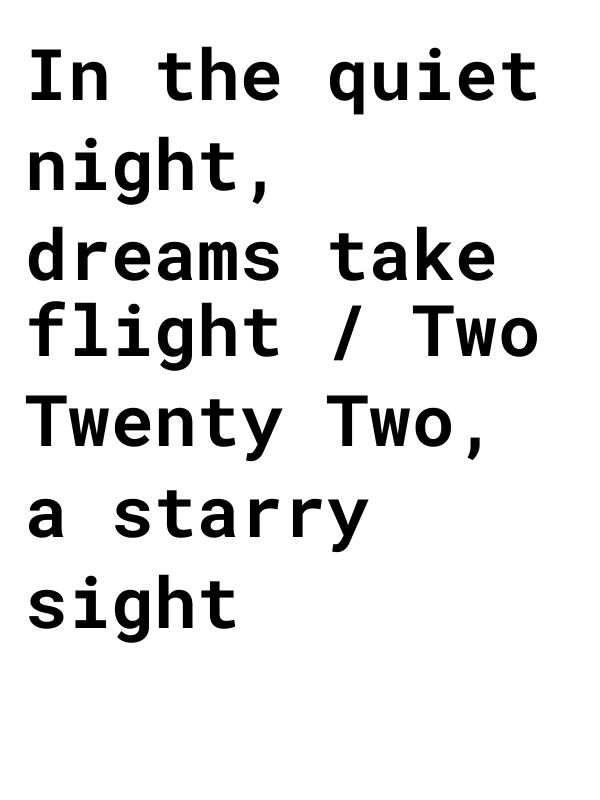 In the quiet
night,
dreams take
flight / Two
Twenty Two,
a starry
sight